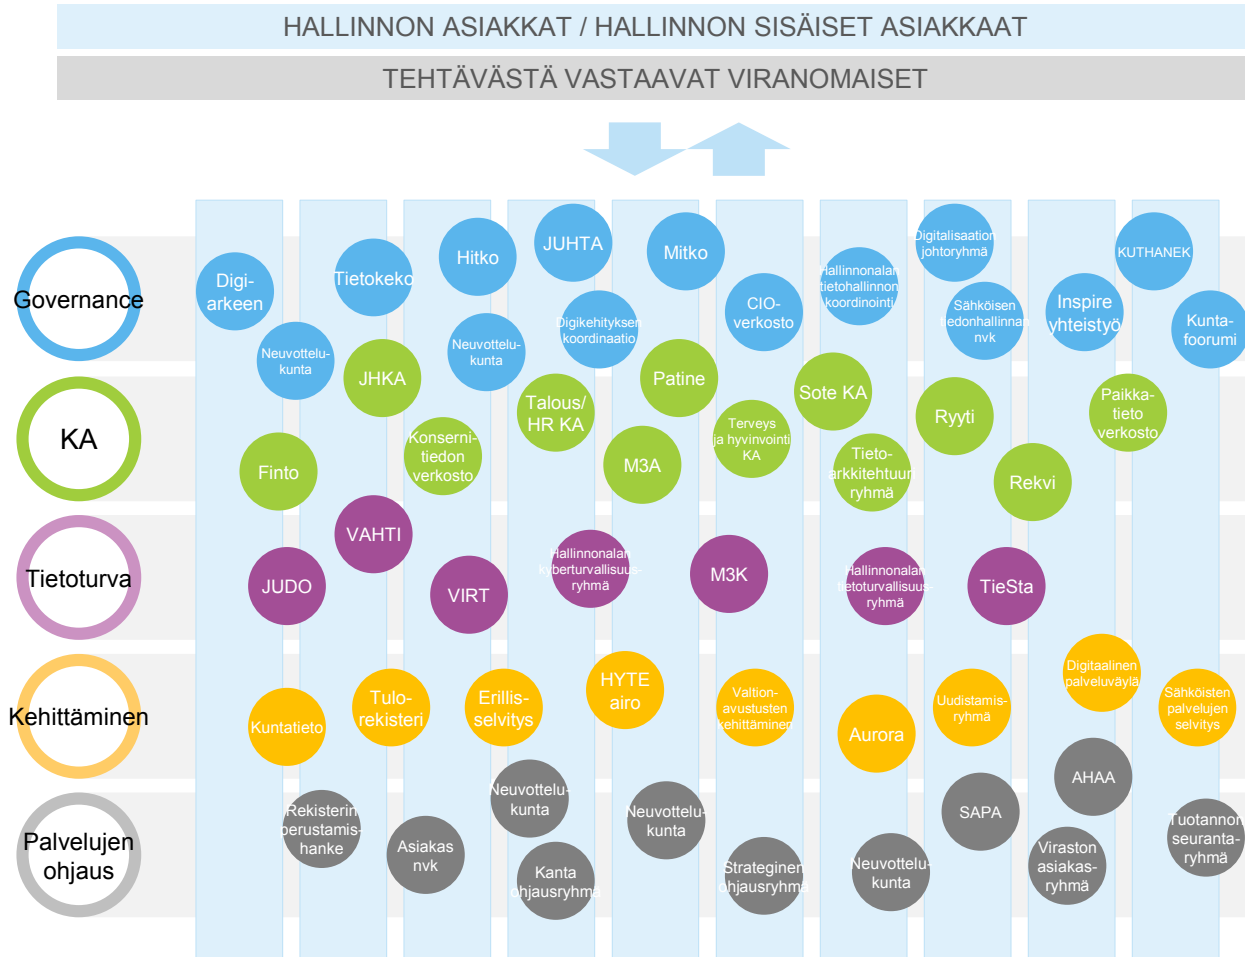 HALLINNON ASIAKKAT / HALLINNON SISÄISET ASIAKKAAT
TEHTÄVÄSTÄ VASTAAVAT VIRANOMAISET
Governance
Digi-
arkeen
Neuvottelu-
kunta
Tietokeko
Hitko
Neuvottelu-
kunta
JUHTA
Digikehityksen
koordinaatio
Mitko
CIO-
verkosto
Hallinnonalan
tietohallinnon
koordinointi
Digitalisaation
johtoryhmä
Sähköisen
tiedonhallinnan
nvk
Inspire
yhteistyö
KUTHANEK
Kunta-
foorumi
KA
Finto
JHKA
Konserni-
tiedon
verkosto
Talous/
HR KA
M3A
Patine
Terveys
ja hyvinvointi
KA
Sote KA
Tieto-
arkkitehtuuri
ryhmä
Ryyti
Rekvi
Paikka-
tieto
verkosto
Tietoturva
JUDO
VAHTI
VIRT
Hallinnonalan
kyberturvallisuus-
ryhmä
M3K
Hallinnonalan
tietoturvallisuus-
ryhmä
TieSta
Kehittäminen
Kuntatieto
Tulo-
rekisteri
Erillis-
selvitys
HYTE
airo
Valtion-
avustusten
kehittäminen
Aurora
Uudistamis-
ryhmä
Digitaalinen
palveluväylä
Sähköisten
palvelujen
selvitys
Palvelujen
ohjaus
Rekisterin
perustamis-
hanke
Asiakas
nvk
Neuvottelu-
kunta
Kanta
ohjausryhmä
Neuvottelu-
kunta
Strateginen
ohjausryhmä
Neuvottelu-
kunta
SAPA
AHAA
Viraston
asiakas-
ryhmä
Tuotannon
seuranta-
ryhmä